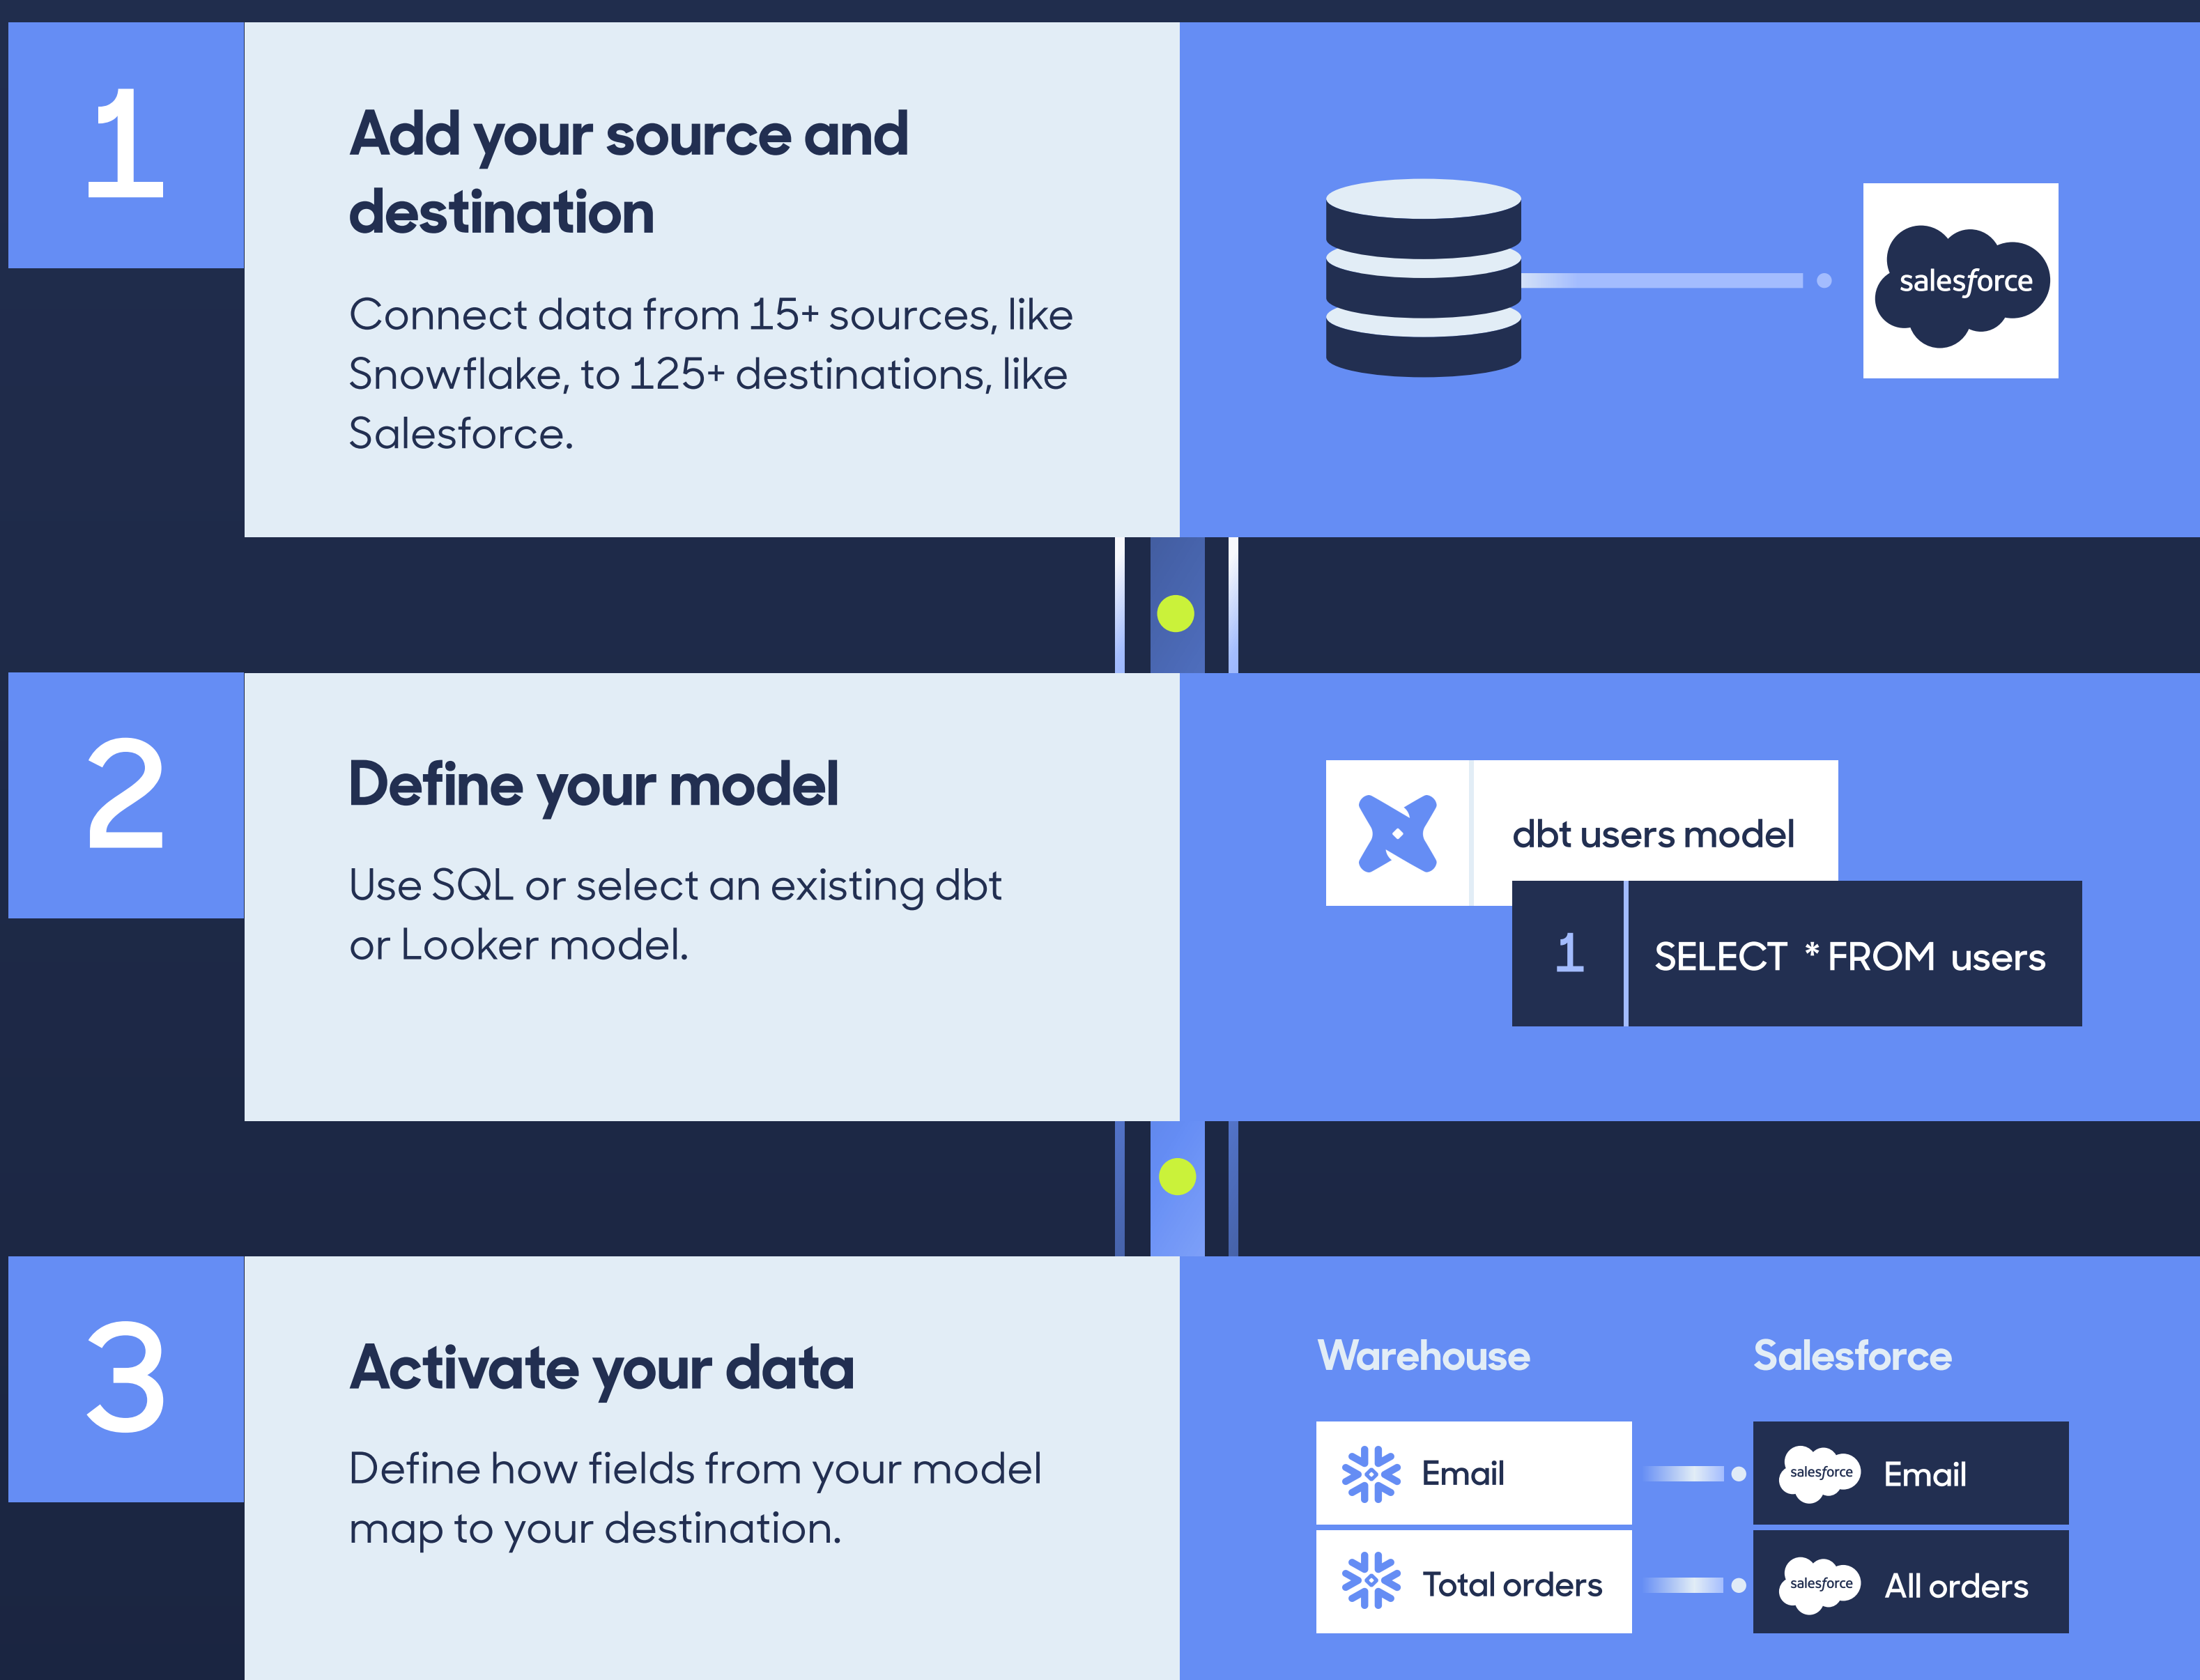 1
Add your source and
destination
Connect data from 15+ sources, like
Snowflake, to 125+ destinations, like
Salesforce.
salesforce
2
Define your model
Use SQL or select an existing dbt
or Looker model.
dbt users model
1 SELECT * FROM users
3
Activate your data
Define how fields from your model
map to your destination.
Warehouse Salesforce
Email salesforce Email
Total orders salesforce All orders